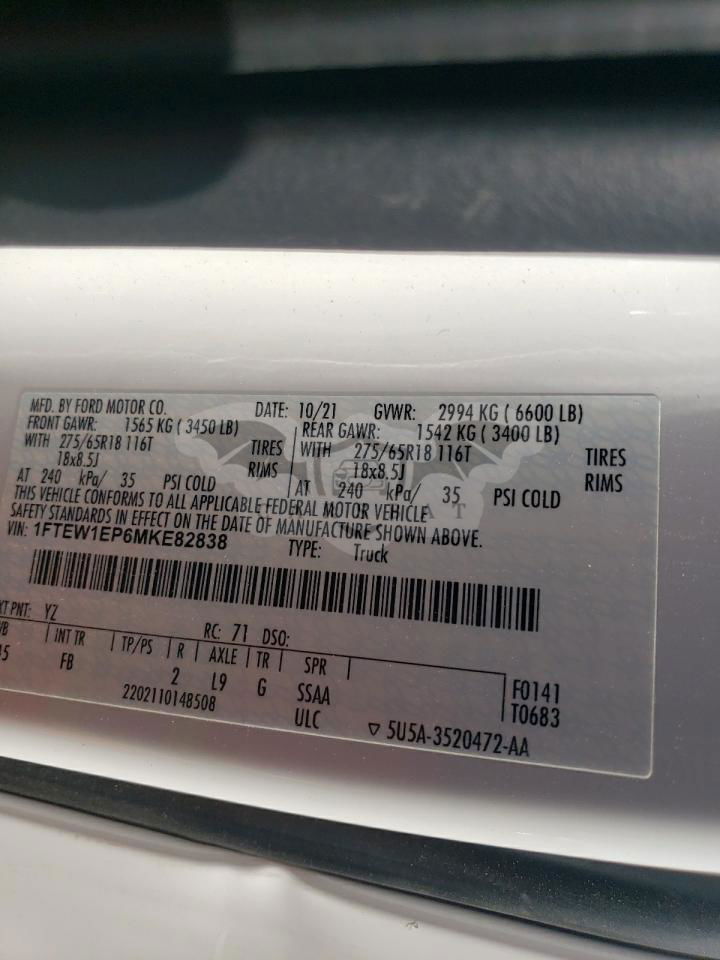 MFD. BY FORD MOTOR CO. DATE: 10/21 GVWR: 2994 KG ( 6600 LB)
FRONT GAWR: 1565 KG ( 3450 LB) REAR GAWR: 1542 KG ( 3400 LB)
WITH 275/65R18 116T TIRES WITH 275/65R18 116T TIRES
18x8.5J RIMS 18x8.5J RIMS
AT 240 kPa/ 35 PSI COLD AT 240 kPa/ 35 PSI COLD
THIS VEHICLE CONFORMS TO ALL APPLICABLE FEDERAL MOTOR VEHICLE
SAFETY STANDARDS IN EFFECT ON THE DATE OF MANUFACTURE SHOWN ABOVE.
VIN: 1FTEW1EP6MKE82838 TYPE: Truck
PNT: YZ RC: 71 DSO:
INT TR TP/PS R AXLE TR SPR
FB 2 L9 G SSAA F0141
2202110148508 ULC T0683
5U5A-3520472-AA